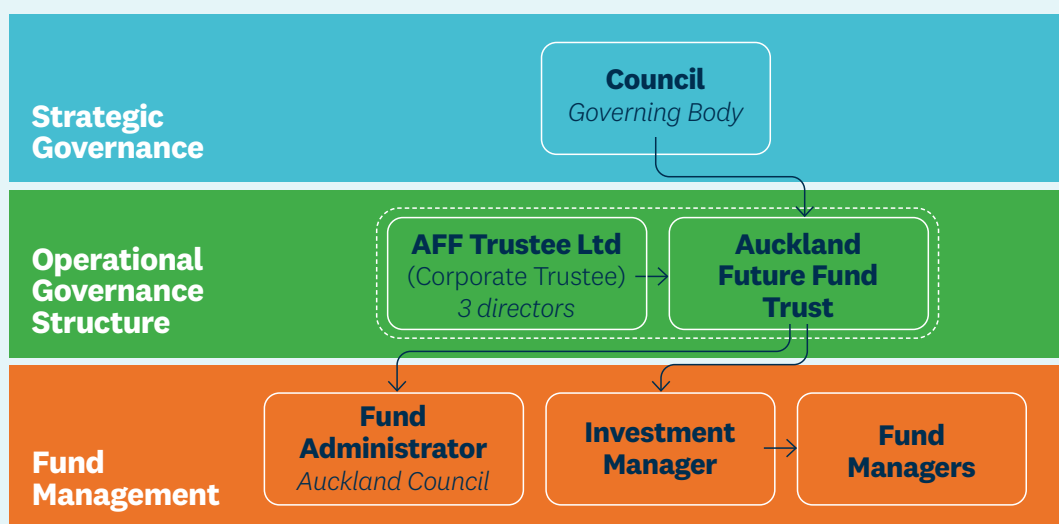 Strategic
Governance
Council
Governing Body
Operational
Governance
Structure
AFF Trustee Ltd
(Corporate Trustee)
3 directors
Auckland
Future Fund
Trust
Fund
Management
Fund
Administrator
Auckland Council
Investment
Manager
Fund
Managers